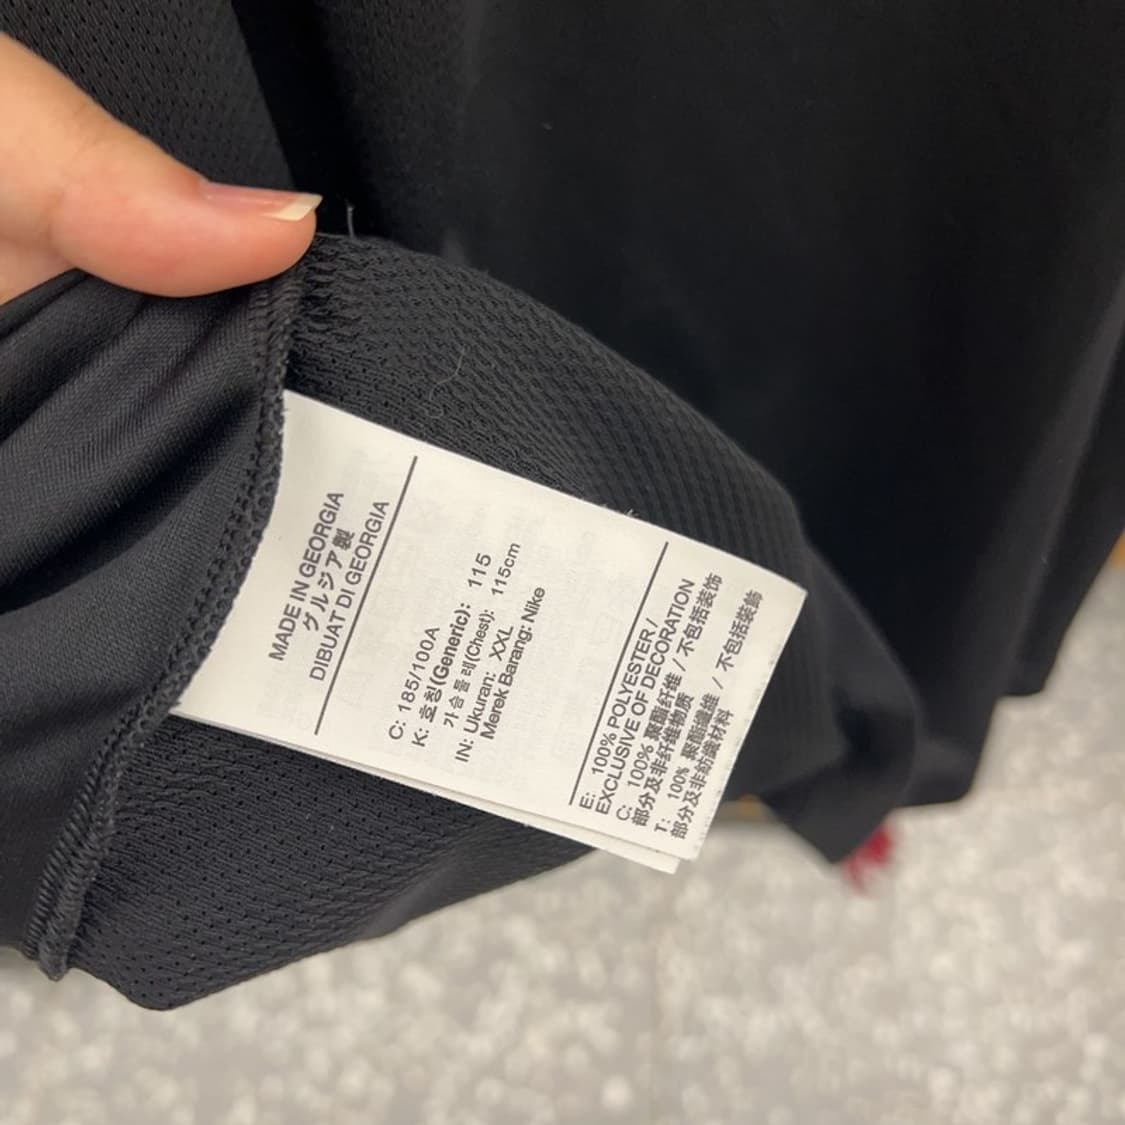 MADE IN GEORGIA
グルジア製
DIBUAT DI GEORGIA
C: 185/100A
K: 호칭(Generic): 115
가슴둘레(Chest): 115cm
IN: Ukuran: XXL
Merek Barang: Nike
E: 100% POLYESTER /
EXCLUSIVE OF DECORATION
C: 100% 聚酯纤维 / 不包括装饰
部分及非纤维物质
T: 100% 聚酯纖維 / 不包括裝飾
部分及非紡織材料